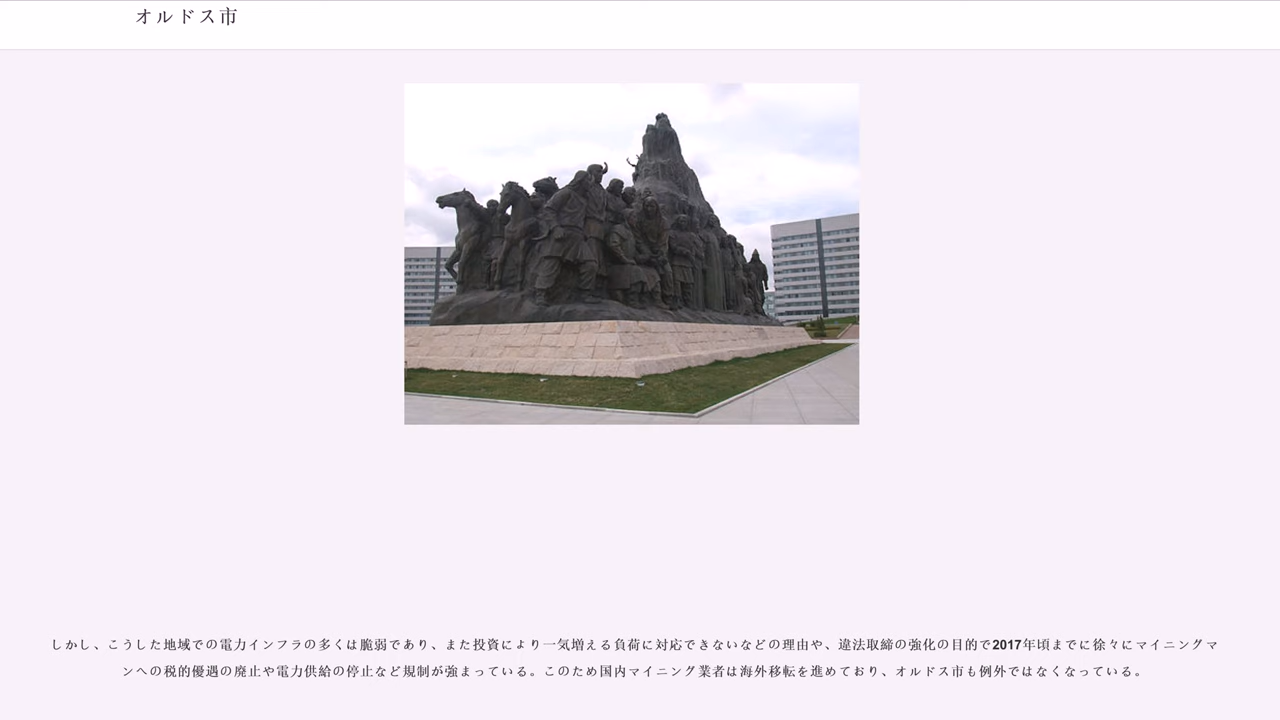 オルドス市
しかし、こうした地域での電力インフラの多くは脆弱であり、また投資により一気増える負荷に対応できないなどの理由や、違法取締の強化の目的で2017年頃までに徐々にマイニングマ
ンへの税的優遇の廃止や電力供給の停止など規制が強まっている。このため国内マイニング業者は海外移転を進めており、オルドス市も例外ではなくなっている。